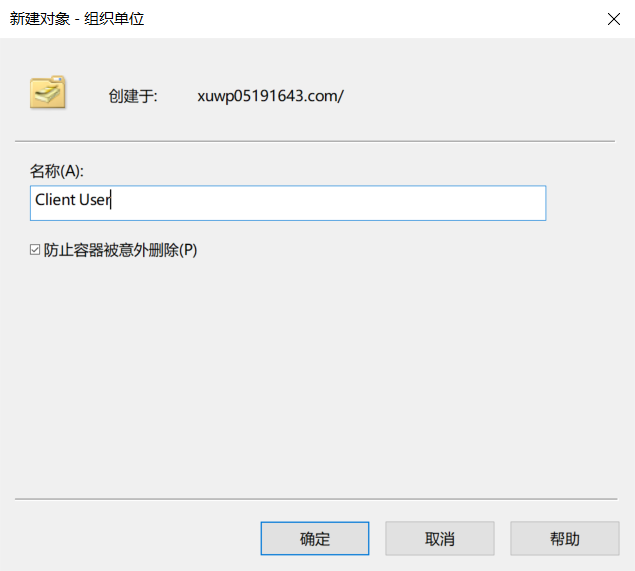 新建对象 - 组织单位
创建于: xuwp05191643.com/
名称(A):
Client User
防止容器被意外删除(P)
确定 取消 帮助